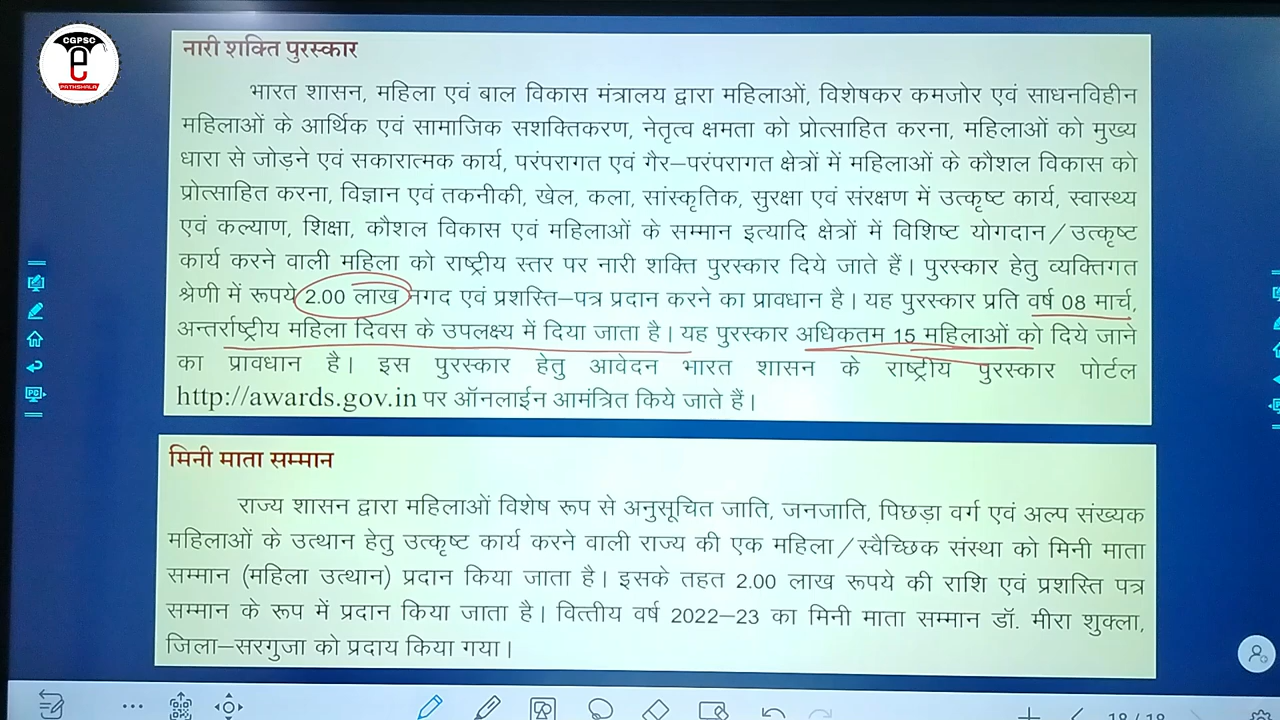 CGPSC
e
PATHSHALA
नारी शक्ति पुरस्कार
भारत शासन, महिला एवं बाल विकास मंत्रालय द्वारा महिलाओं, विशेषकर कमजोर एवं साधनविहीन
महिलाओं के आर्थिक एवं सामाजिक सशक्तिकरण, नेतृत्व क्षमता को प्रोत्साहित करना, महिलाओं को मुख्य
धारा से जोड़ने एवं सकारात्मक कार्य, परंपरागत एवं गैर–परंपरागत क्षेत्रों में महिलाओं के कौशल विकास को
प्रोत्साहित करना, विज्ञान एवं तकनीकी, खेल, कला, सांस्कृतिक, सुरक्षा एवं संरक्षण में उत्कृष्ट कार्य, स्वास्थ्य
एवं कल्याण, शिक्षा, कौशल विकास एवं महिलाओं के सम्मान इत्यादि क्षेत्रों में विशिष्ट योगदान/उत्कृष्ट
कार्य करने वाली महिला को राष्ट्रीय स्तर पर नारी शक्ति पुरस्कार दिये जाते हैं। पुरस्कार हेतु व्यक्तिगत
श्रेणी में रूपये 2.00 लाख नगद एवं प्रशस्ति–पत्र प्रदान करने का प्रावधान है। यह पुरस्कार प्रति वर्ष 08 मार्च,
अन्तर्राष्ट्रीय महिला दिवस के उपलक्ष्य में दिया जाता है। यह पुरस्कार अधिकतम 15 महिलाओं को दिये जाने
का प्रावधान है। इस पुरस्कार हेतु आवेदन भारत शासन के राष्ट्रीय पुरस्कार पोर्टल
http://awards.gov.in पर ऑनलाईन आमंत्रित किये जाते हैं।
मिनी माता सम्मान
राज्य शासन द्वारा महिलाओं विशेष रूप से अनुसूचित जाति, जनजाति, पिछड़ा वर्ग एवं अल्प संख्यक
महिलाओं के उत्थान हेतु उत्कृष्ट कार्य करने वाली राज्य की एक महिला/स्वैच्छिक संस्था को मिनी माता
सम्मान (महिला उत्थान) प्रदान किया जाता है। इसके तहत 2.00 लाख रूपये की राशि एवं प्रशस्ति पत्र
सम्मान के रूप में प्रदान किया जाता है। वित्तीय वर्ष 2022–23 का मिनी माता सम्मान डॉ. मीरा शुक्ला,
जिला–सरगुजा को प्रदाय किया गया।
18/18